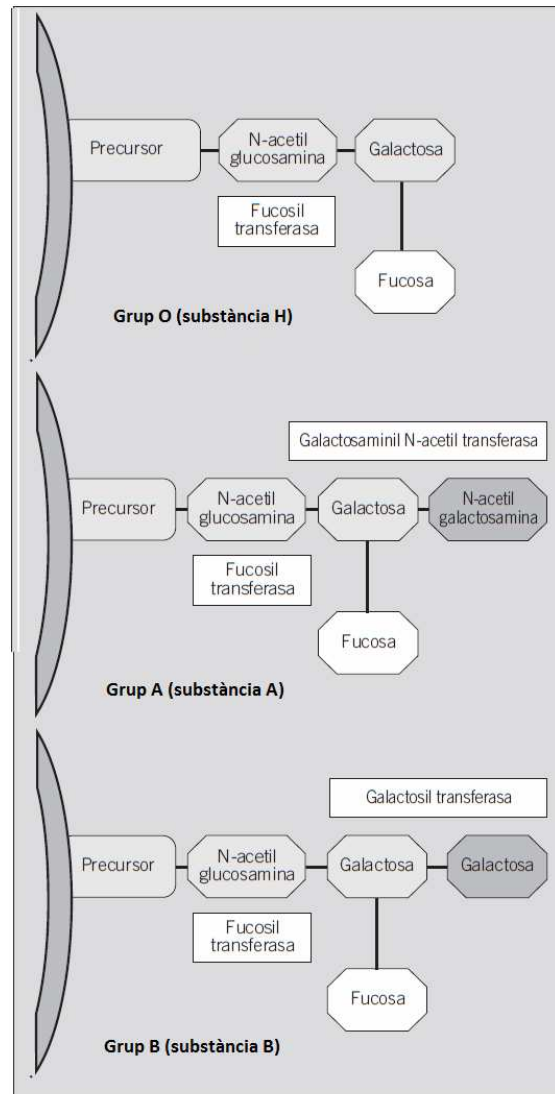 Precursor
N-acetil
glucosamina
Galactosa
Fucosil
transferasa
Fucosa
Grup O (substància H)
Galactosaminil N-acetil transferasa
Precursor
N-acetil
glucosamina
Galactosa
N-acetil
galactosamina
Fucosil
transferasa
Fucosa
Grup A (substància A)
Galactosil transferasa
Precursor
N-acetil
glucosamina
Galactosa
Galactosa
Fucosil
transferasa
Fucosa
Grup B (substància B)